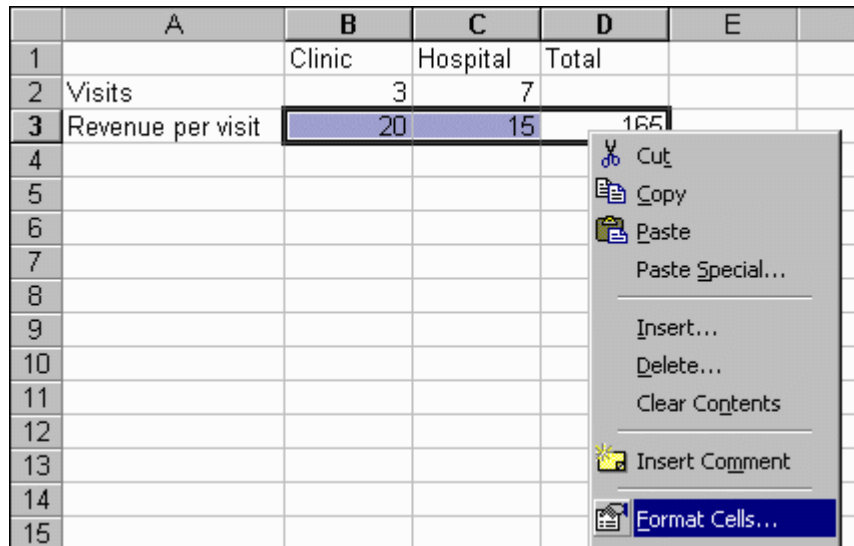 A B C D E
1 Clinic Hospital Total
2 Visits 3 7
3 Revenue per visit 20 15 165
4 Cut
5 Copy
6 Paste
7 Paste Special...
8
9 Insert...
10 Delete...
11 Clear Contents
12
13 Insert Comment
14
15 Format Cells...